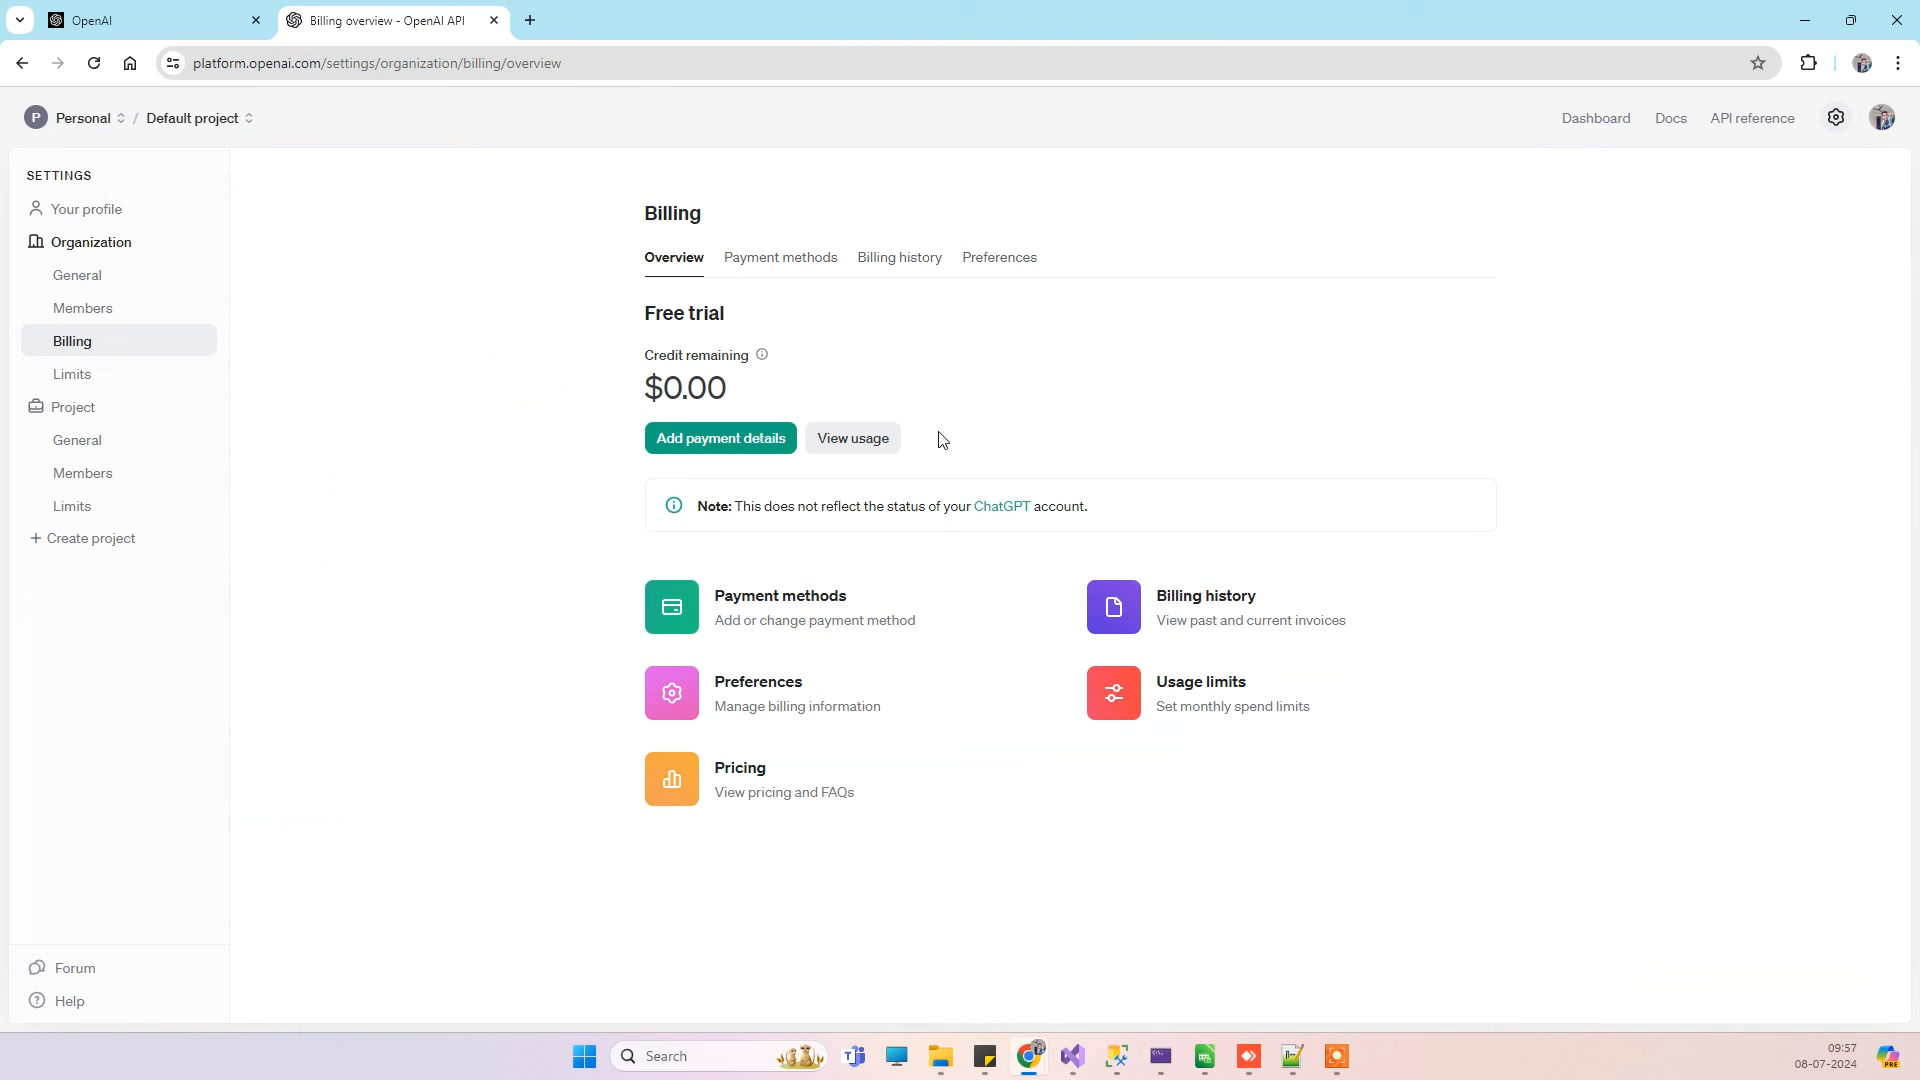 OpenAI
Billing overview - OpenAI API
platform.openai.com/settings/organization/billing/overview
P Personal / Default project
Dashboard Docs API reference
SETTINGS
Your profile
Organization
General
Members
Billing
Limits
Project
General
Members
Limits
+ Create project
Forum
Help
Billing
Overview Payment methods Billing history Preferences
Free trial
Credit remaining
$0.00
Add payment details View usage
Note: This does not reflect the status of your ChatGPT account.
Payment methods
Add or change payment method
Billing history
View past and current invoices
Preferences
Manage billing information
Usage limits
Set monthly spend limits
Pricing
View pricing and FAQs
Search
09:57
08-07-2024
PRE